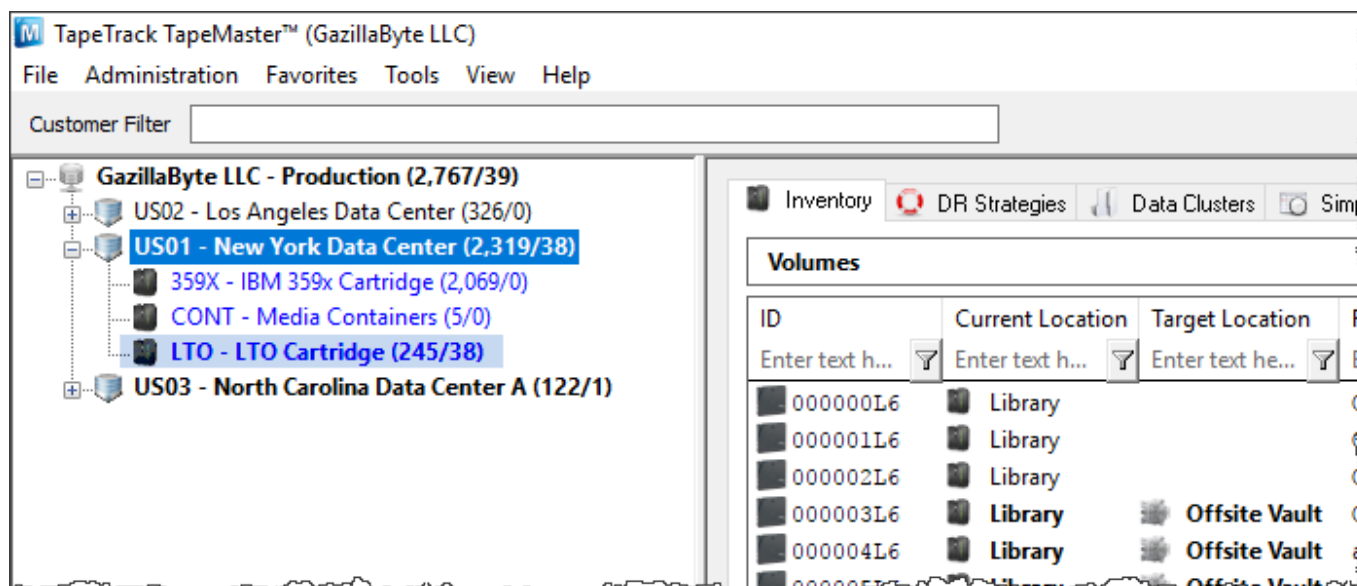 TapeTrack TapeMaster™ (GazillaByte LLC)
File Administration Favorites Tools View Help
Customer Filter
GazillaByte LLC - Production (2,767/39)
US02 - Los Angeles Data Center (326/0)
US01 - New York Data Center (2,319/38)
359X - IBM 359x Cartridge (2,069/0)
CONT - Media Containers (5/0)
LTO - LTO Cartridge (245/38)
US03 - North Carolina Data Center A (122/1)
Inventory DR Strategies Data Clusters
Volumes
ID Current Location Target Location
Enter text h... Enter text h... Enter text he...
000000L6 Library
000001L6 Library
000002L6 Library
000003L6 Library Offsite Vault
000004L6 Library Offsite Vault
Library Offsite Vault